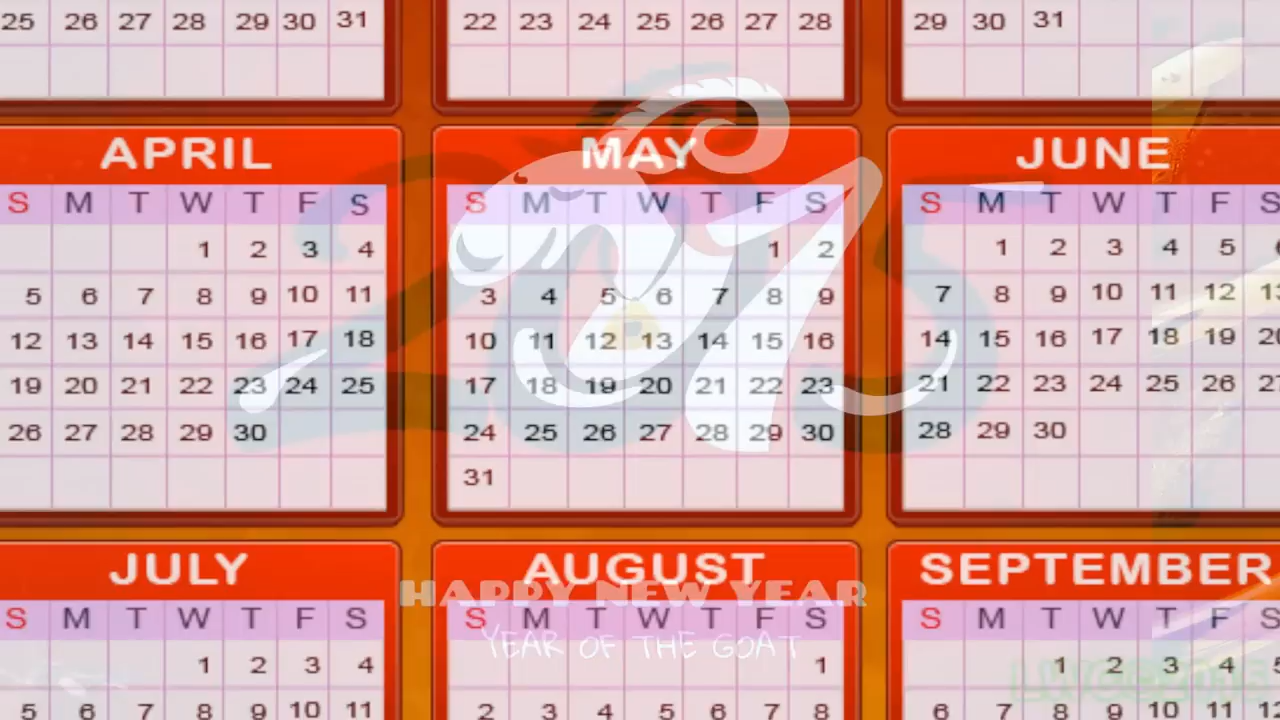 25 26 27 28 29 30 31 22 23 24 25 26 27 28 29 30 31
APRIL MAY JUNE
S M T W T F S S M T W T F S S M T W T F S
1 2 3 4 1 2 1 2 3 4 5
5 6 7 8 9 10 11 3 4 5 6 7 8 9 7 8 9 10 11 12 13
12 13 14 15 16 17 18 10 11 12 13 14 15 16 14 15 16 17 18 19 20
19 20 21 22 23 24 25 17 18 19 20 21 22 23 21 22 23 24 25 26 27
26 27 28 29 30 24 25 26 27 28 29 30 28 29 30
31
2015
JULY AUGUST SEPTEMBER
HAPPY NEW YEAR
S M T W T F S S M T W T F S S M T W T F S
YEAR OF THE GOAT
1 2 3 4 1 1 2 3 4 5
5 6 7 8 9 10 11 2 3 4 5 6 7 8 6 7 8 9 10 11 12